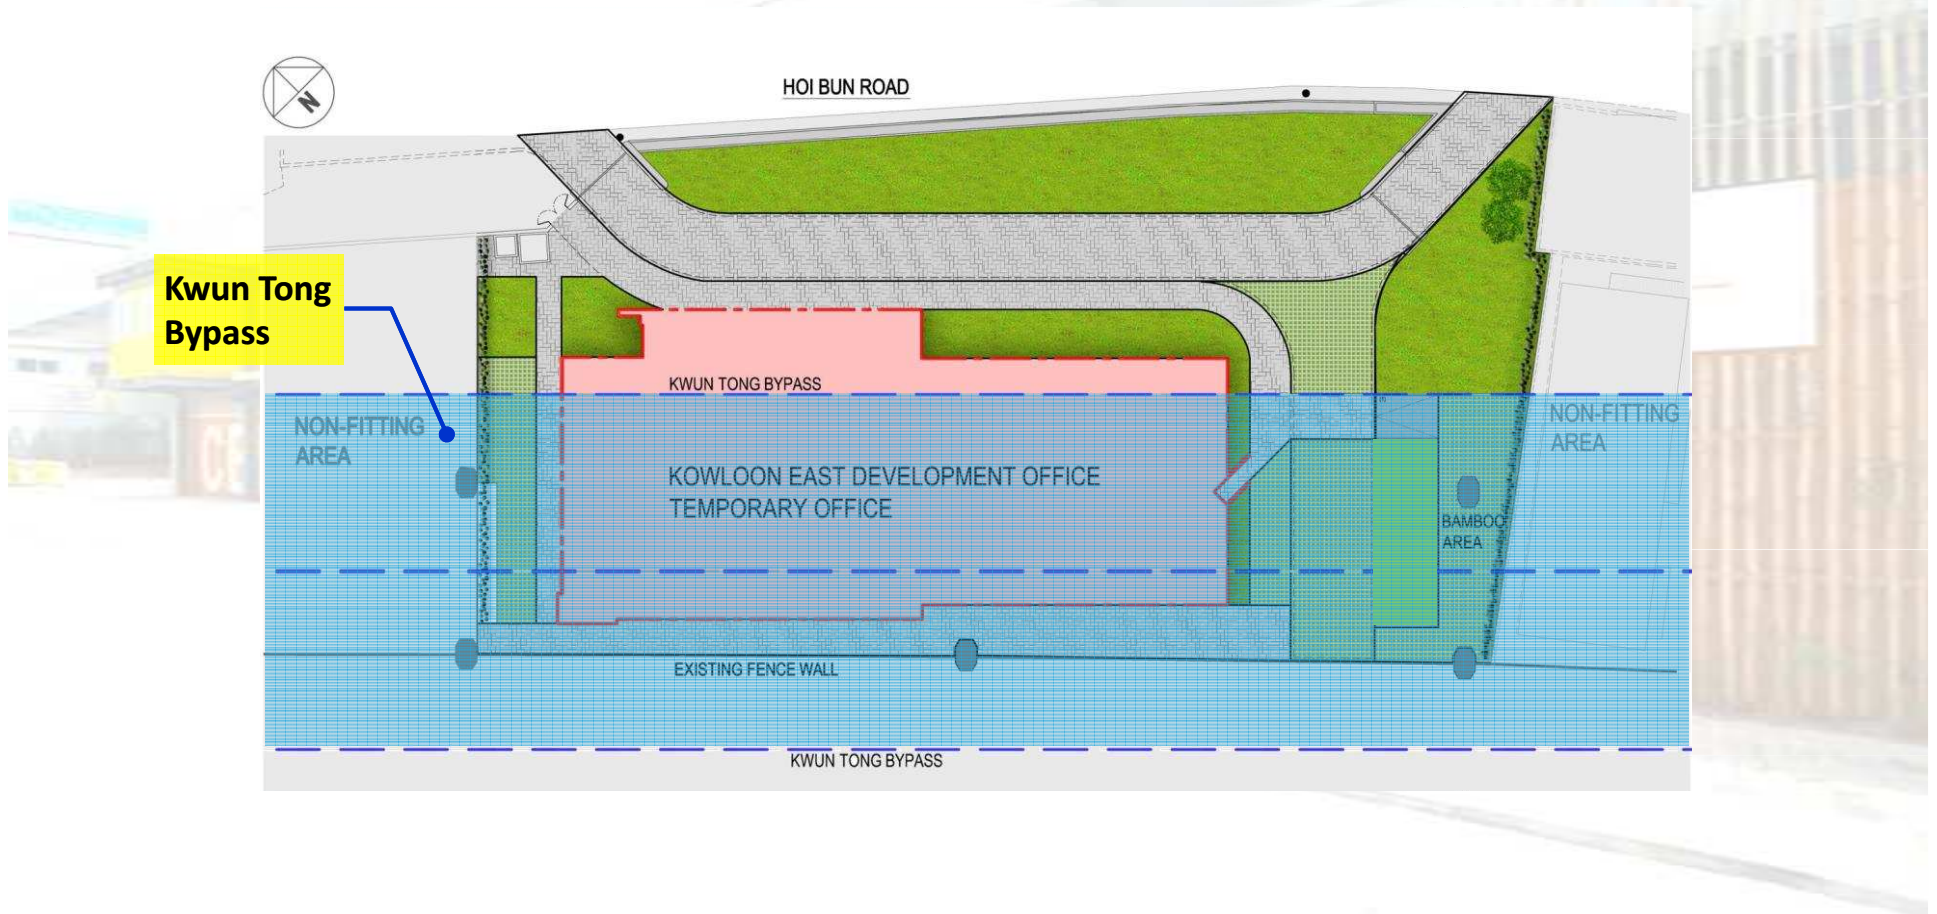 HOI BUN ROAD
N
Kwun Tong
Bypass
KWUN TONG BYPASS
NON-FITTING
AREA
NON-FITTING
AREA
KOWLOON EAST DEVELOPMENT OFFICE
TEMPORARY OFFICE
BAMBOO
AREA
EXISTING FENCE WALL
KWUN TONG BYPASS